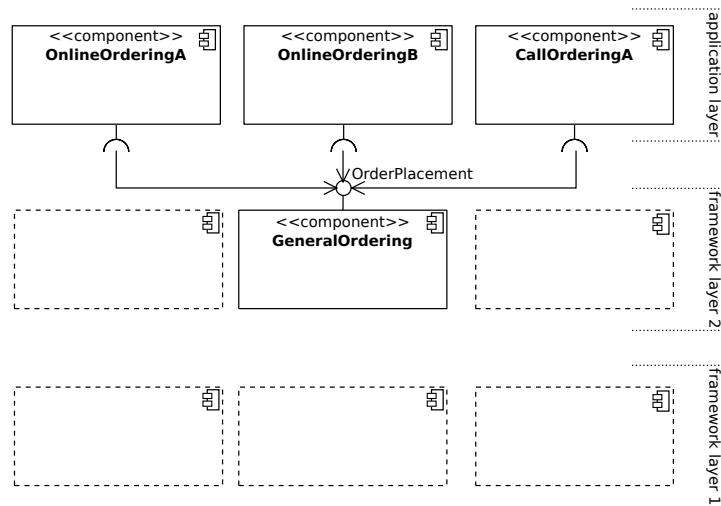 <<component>>
OnlineOrderingA
<<component>>
OnlineOrderingB
<<component>>
CallOrderingA
application layer
OrderPlacement
<<component>>
GeneralOrdering
framework layer 2
framework layer 1